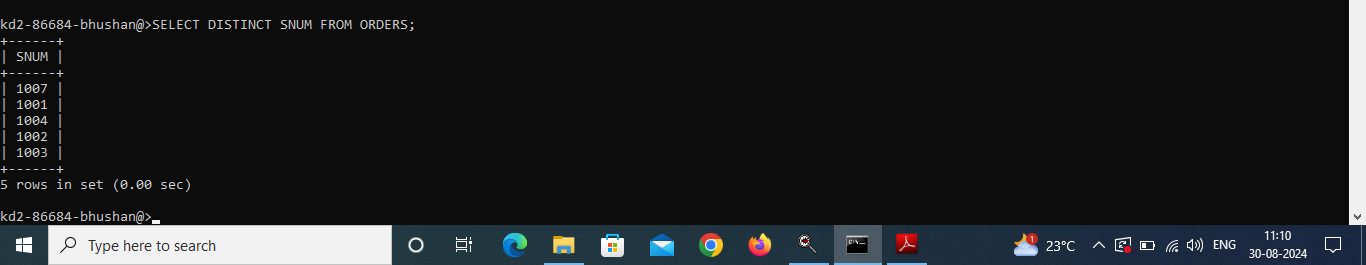 kd2-86684-bhushan@>SELECT DISTINCT SNUM FROM ORDERS;
+------+
| SNUM |
+------+
| 1007 |
| 1001 |
| 1004 |
| 1002 |
| 1003 |
+------+
5 rows in set (0.00 sec)
kd2-86684-bhushan@>
Type here to search
1
23°C
ENG
11:10
30-08-2024